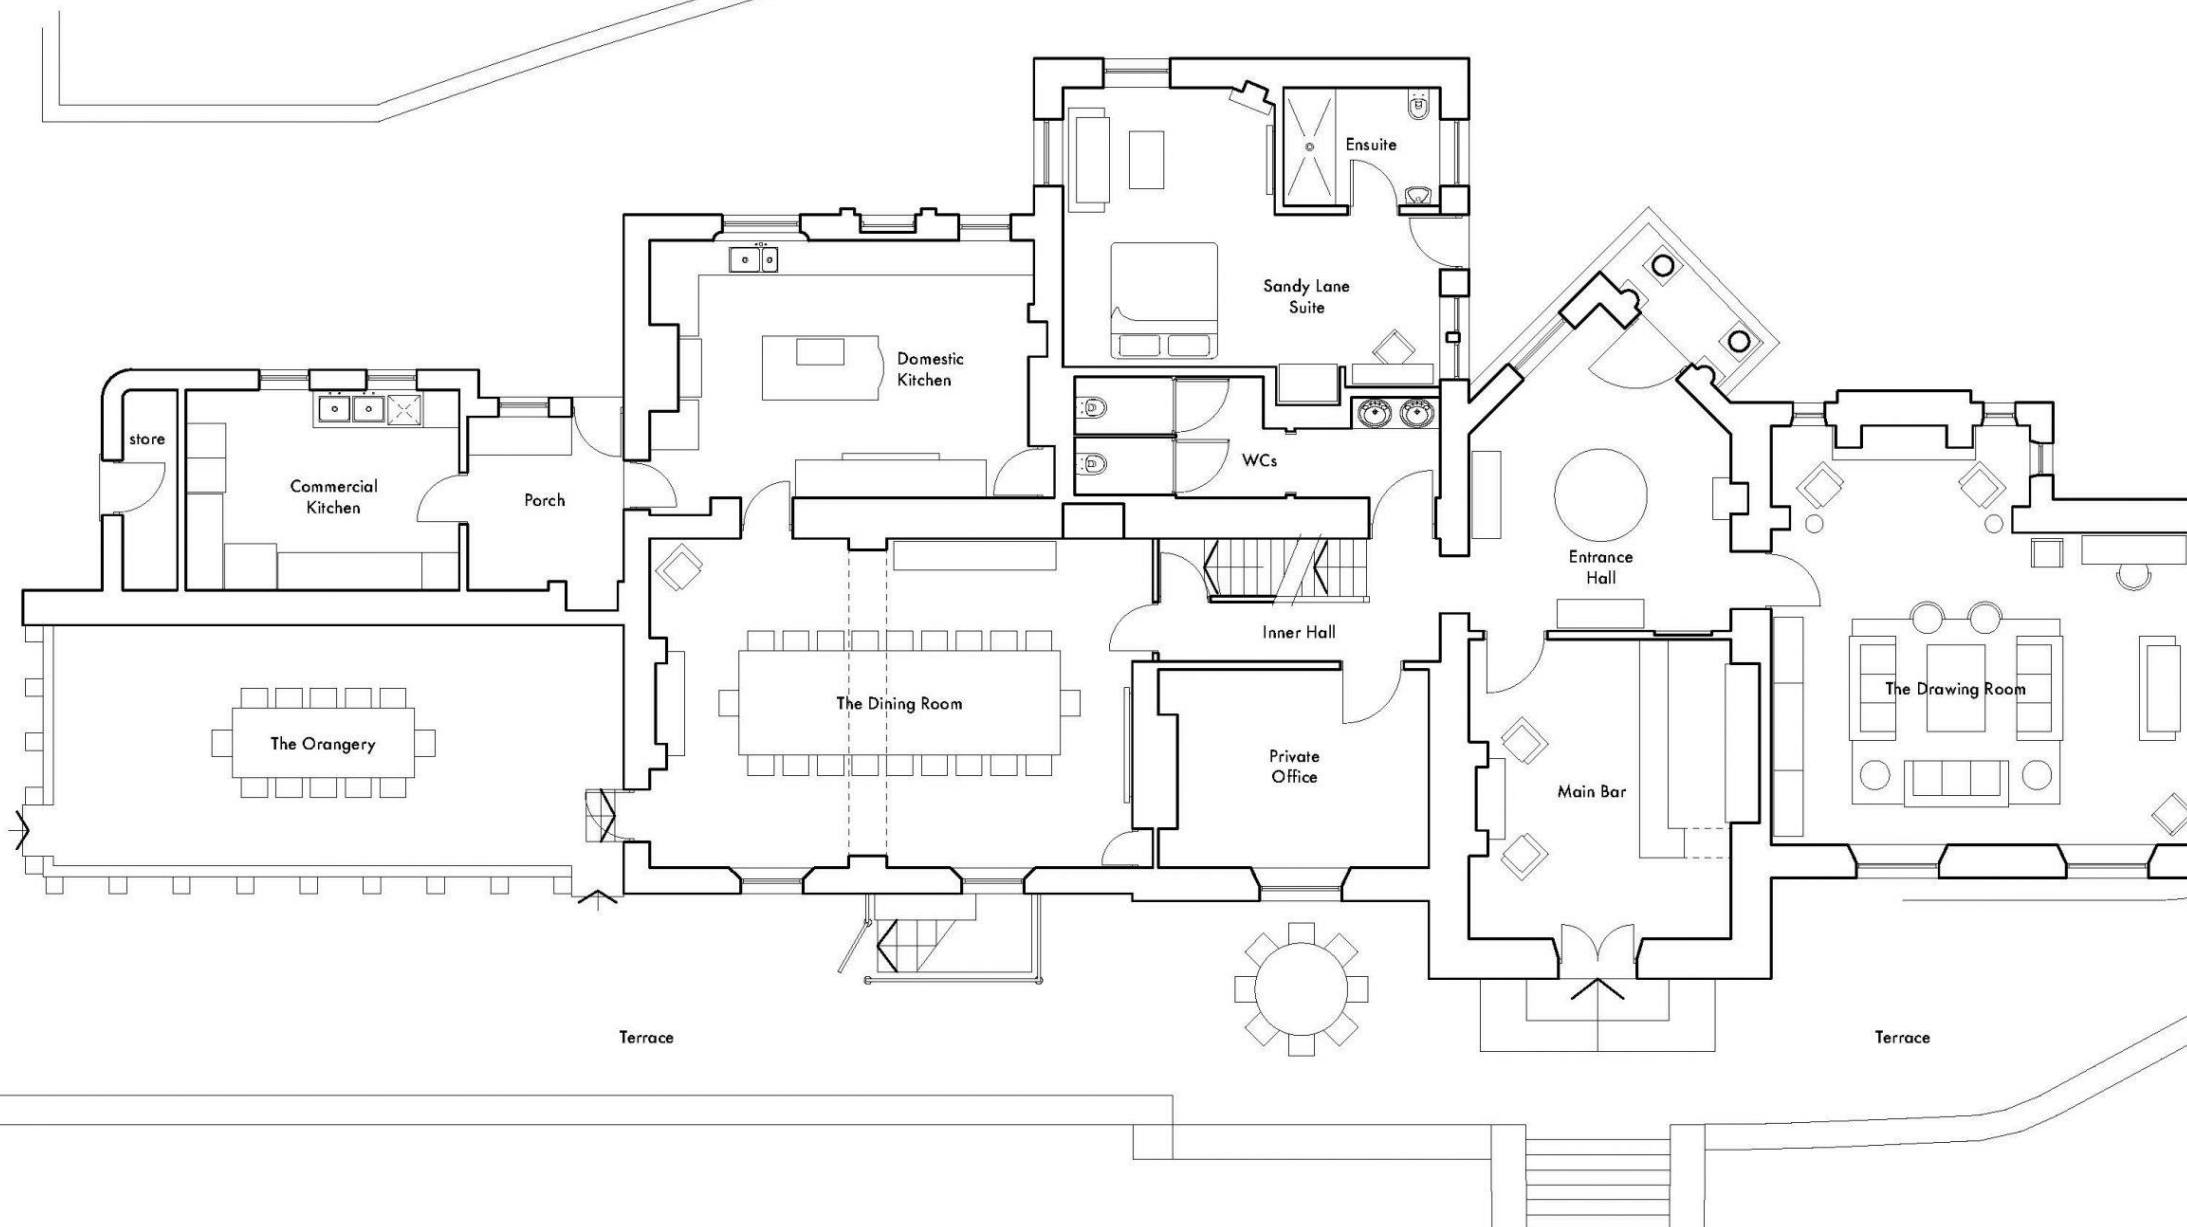 Ensuite
Sandy Lane
Suite
Domestic
Kitchen
store
WCs
Commercial
Kitchen
Porch
Entrance
Hall
Inner Hall
The Drawing Room
The Dining Room
The Orangery
Private
Office
Main Bar
Terrace
Terrace